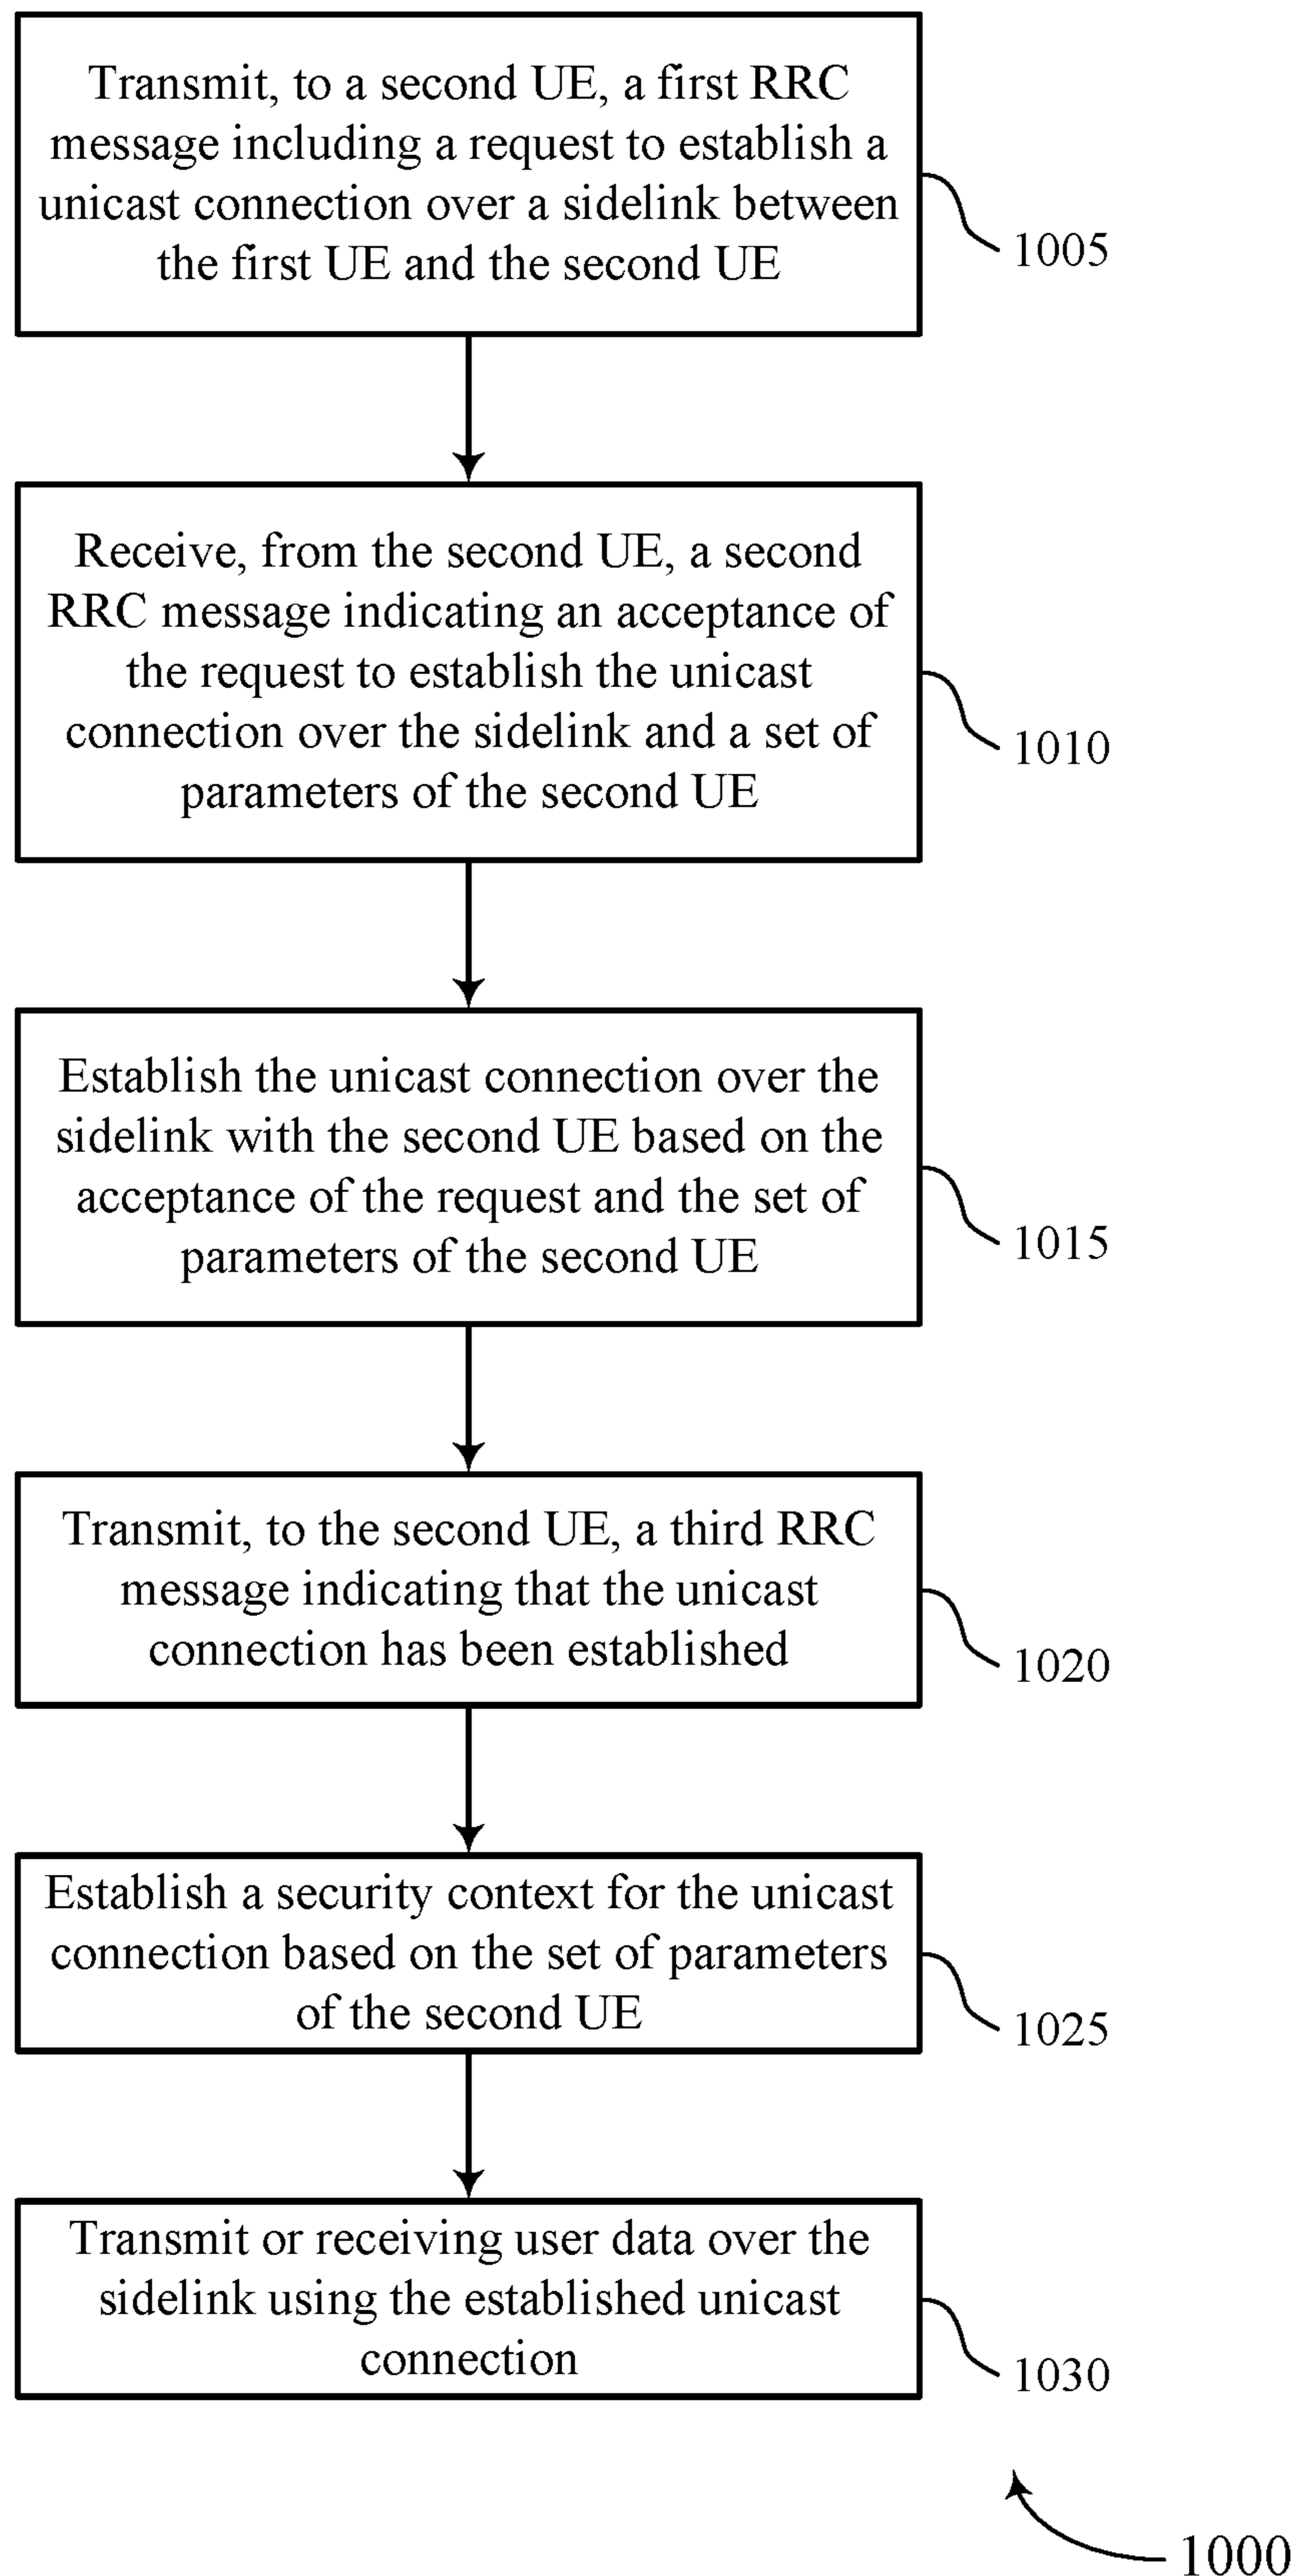 Transmit, to a second UE, a first RRC
message including a request to establish a
unicast connection over a sidelink between
the first UE and the second UE
1005
Receive, from the second UE, a second
RRC message indicating an acceptance of
the request to establish the unicast
connection over the sidelink and a set of
parameters of the second UE
1010
Establish the unicast connection over the
sidelink with the second UE based on the
acceptance of the request and the set of
parameters of the second UE
1015
Transmit, to the second UE, a third RRC
message indicating that the unicast
connection has been established
1020
Establish a security context for the unicast
connection based on the set of parameters
of the second UE
1025
Transmit or receiving user data over the
sidelink using the established unicast
connection
1030
1000